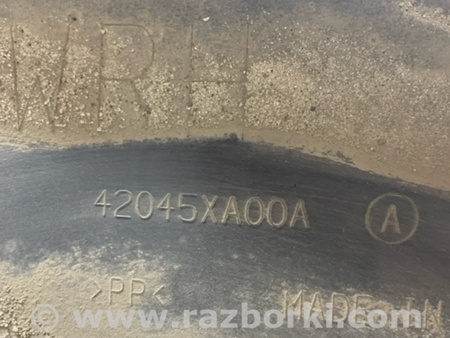 WRH
42045XA00A A
>PP< MADE IN
© www.razborki.com